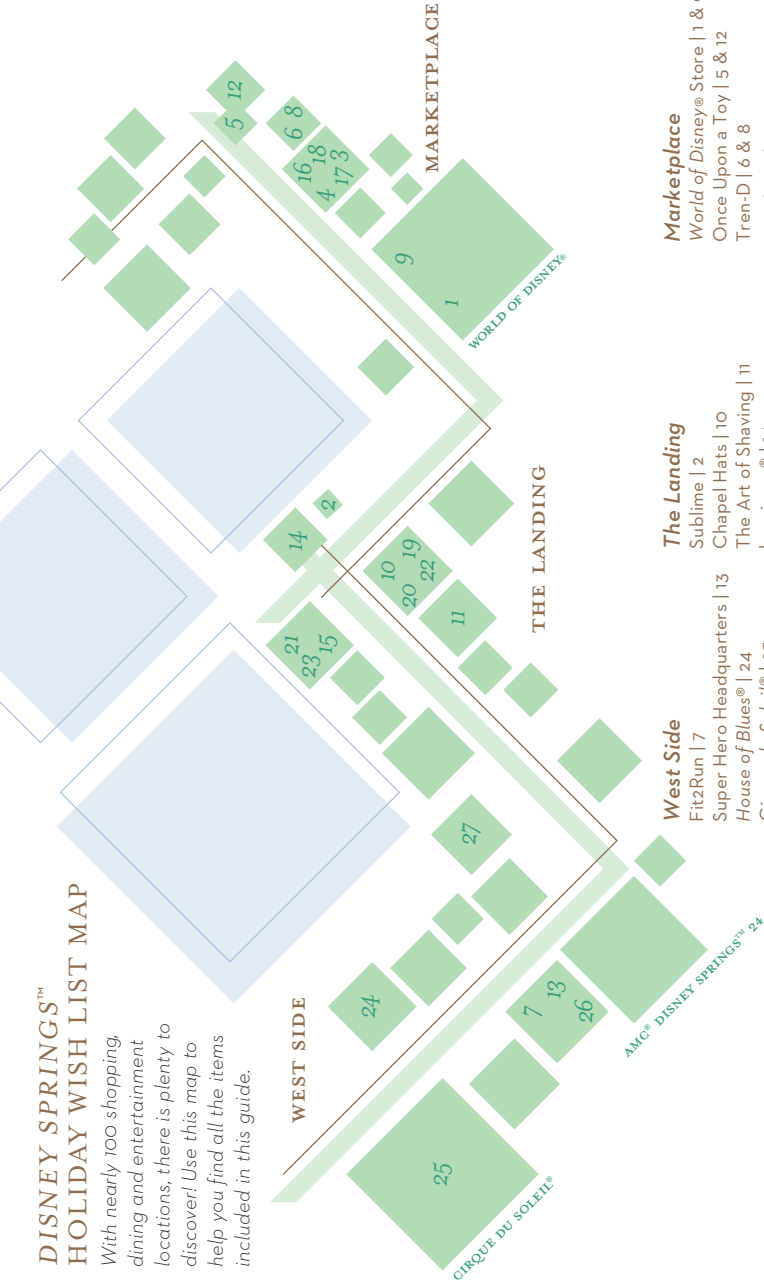 DISNEY SPRINGS™
HOLIDAY WISH LIST MAP
With nearly 100 shopping,
dining and entertainment
locations, there is plenty to
discover! Use this map to
help you find all the items
included in this guide.
WEST SIDE
24
27
25
CIRQUE DU SOLEIL®
7
13
26
AMC® DISNEY SPRINGS™ 24
21
23
15
14
2
10
19
20
22
11
THE LANDING
12
5
6 8
16
18
4
17
3
9
1
WORLD OF DISNEY®
MARKETPLACE
West Side
Fit2Run | 7
Super Hero Headquarters | 13
House of Blues® | 24
The Landing
Sublime | 2
Chapel Hats | 10
The Art of Shaving | 11
Marketplace
World of Disney® Store | 1 &
Once Upon a Toy | 5 & 12
Tren-D | 6 & 8